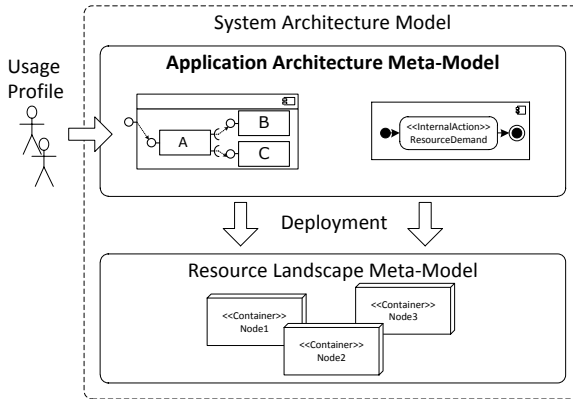 System Architecture Model
Usage
Profile
Application Architecture Meta-Model
A
B
C
<<InternalAction>>
ResourceDemand
Deployment
Resource Landscape Meta-Model
<<Container>>
Node1
<<Container>>
Node2
<<Container>>
Node3